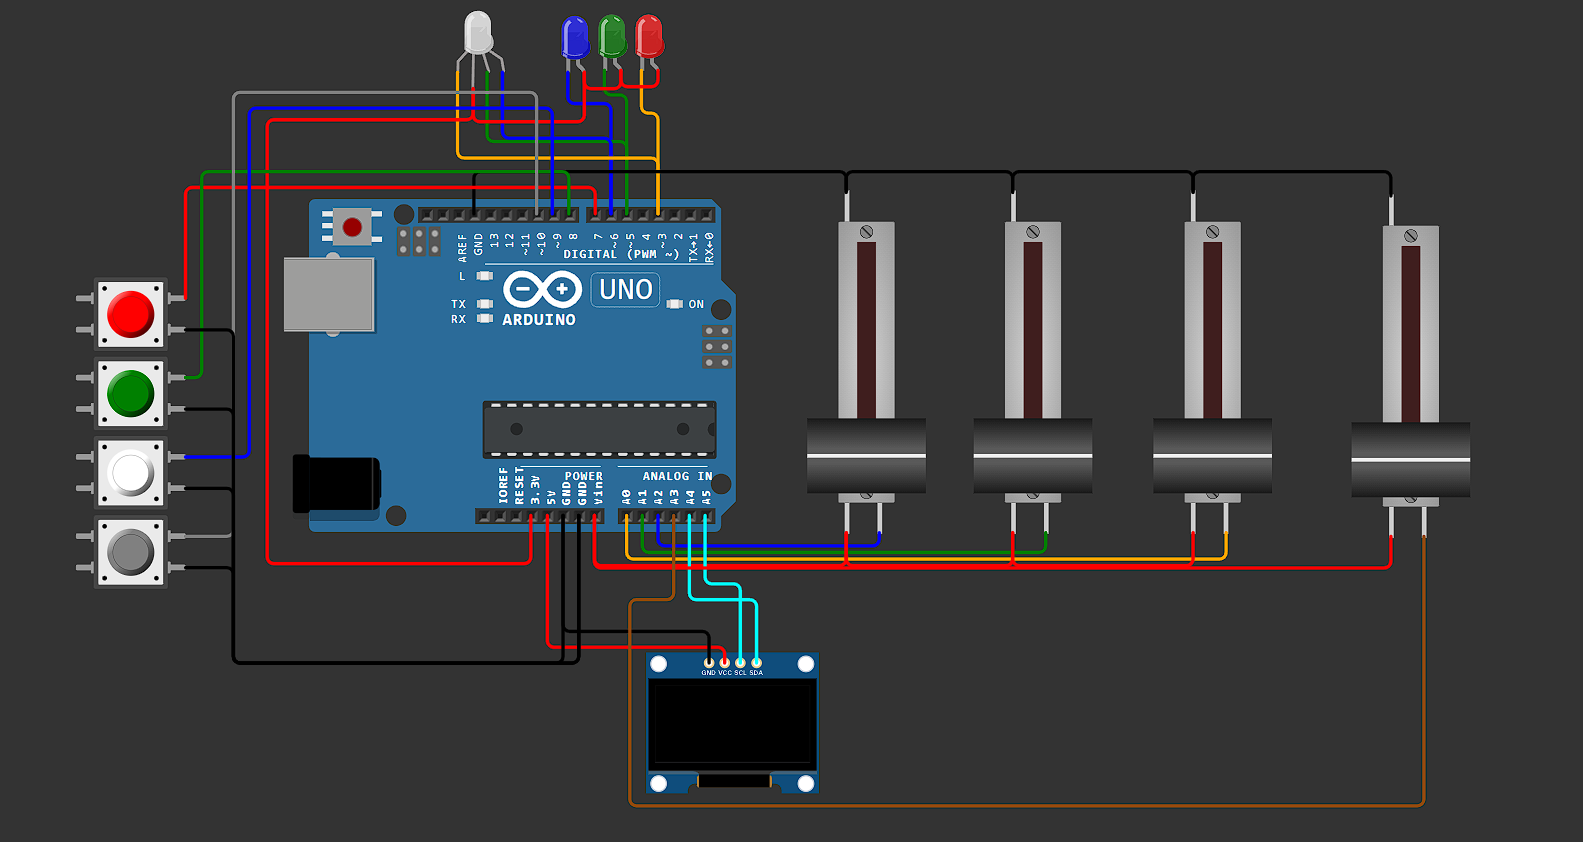 AREF
GND
13
12
~11
~10
~9
8
7
~6
~5
4
~3
2
TX→1
RX←0
DIGITAL (PWM ~)
L
TX
RX
UNO
ON
ARDUINO
POWER
ANALOG IN
IOREF
RESET
3.3V
5V
GND
GND
Vin
A0
A1
A2
A3
A4
A5
GND VCC SCL SDA